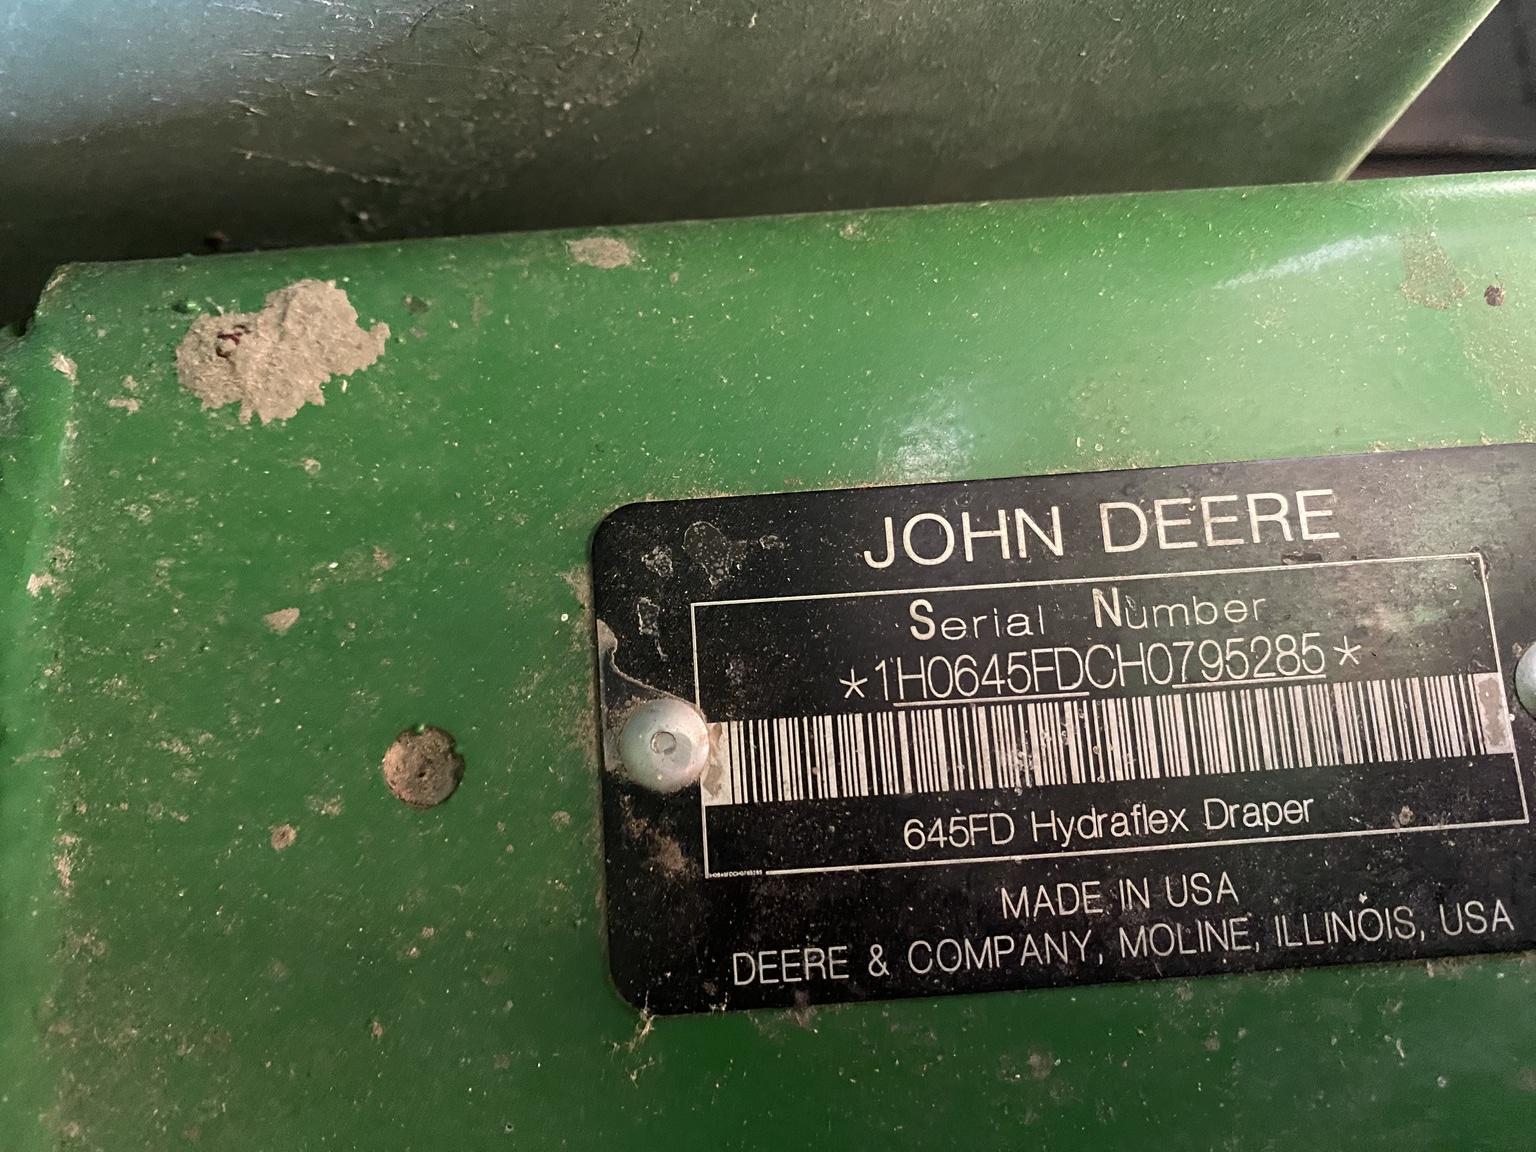 JOHN DEERE
Serial Number
*1H0645FDCH0795285*
645FD Hydraflex Draper
MADE IN USA
DEERE & COMPANY, MOLINE, ILLINOIS, USA